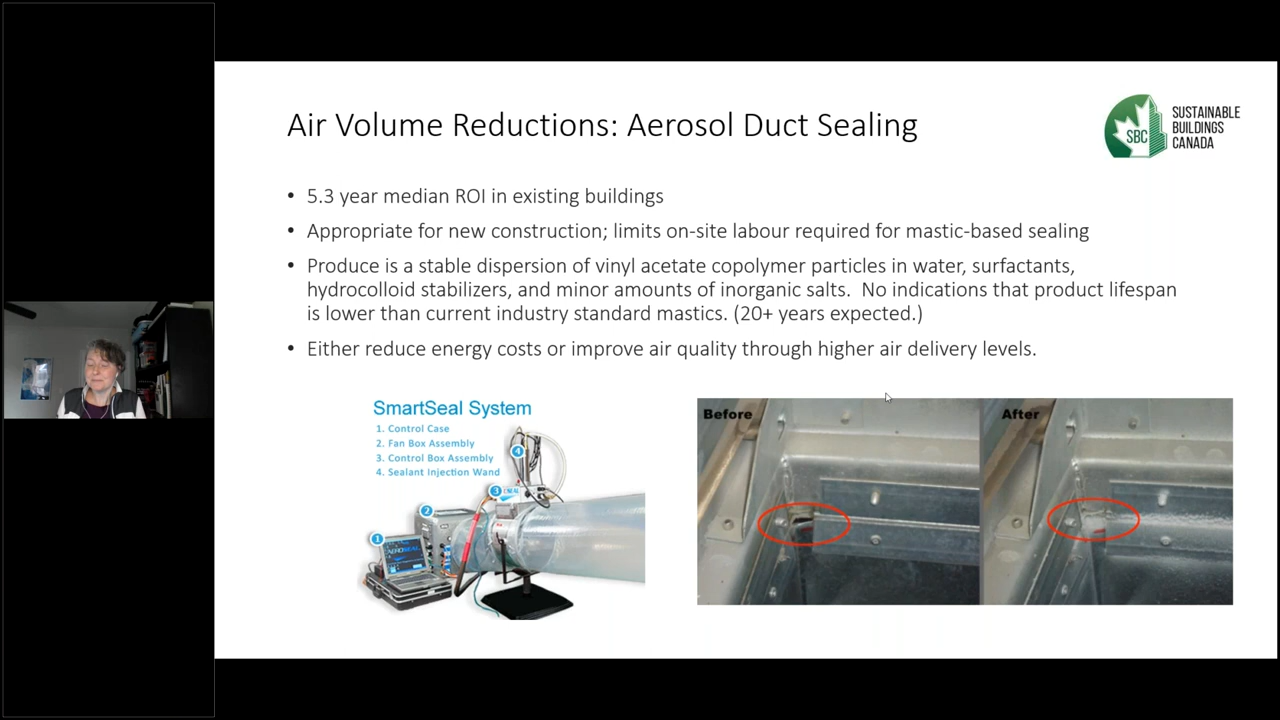 Air Volume Reductions: Aerosol Duct Sealing
SBC
SUSTAINABLE
BUILDINGS
CANADA
• 5.3 year median ROI in existing buildings
• Appropriate for new construction; limits on-site labour required for mastic-based sealing
• Produce is a stable dispersion of vinyl acetate copolymer particles in water, surfactants,
hydrocolloid stabilizers, and minor amounts of inorganic salts.  No indications that product lifespan
is lower than current industry standard mastics. (20+ years expected.)
• Either reduce energy costs or improve air quality through higher air delivery levels.
SmartSeal System
1. Control Case
2. Fan Box Assembly
3. Control Box Assembly
4. Sealant Injection Wand
4
3
2
1
AEROSEAL
Before
After